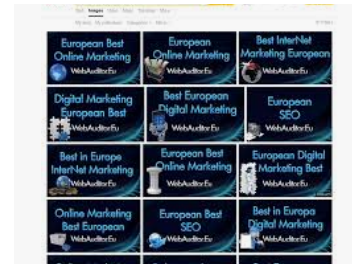 European Best
Online Marketing
WebAuditor.Eu
European
Online Marketing
WebAuditor.Eu
Best InterNet
Marketing European
WebAuditor.Eu
Digital Marketing
European Best
WebAuditor.Eu
Best European
Digital Marketing
WebAuditor.Eu
European
SEO
WebAuditor.Eu
Best in Europe
InterNet Marketing
WebAuditor.Eu
European Best
Online Marketing
WebAuditor.Eu
European Digital
Marketing Best
WebAuditor.Eu
Online Marketing
Best European
WebAuditor.Eu
European Best
SEO
WebAuditor.Eu
Best in Europa
Digital Marketing
WebAuditor.Eu